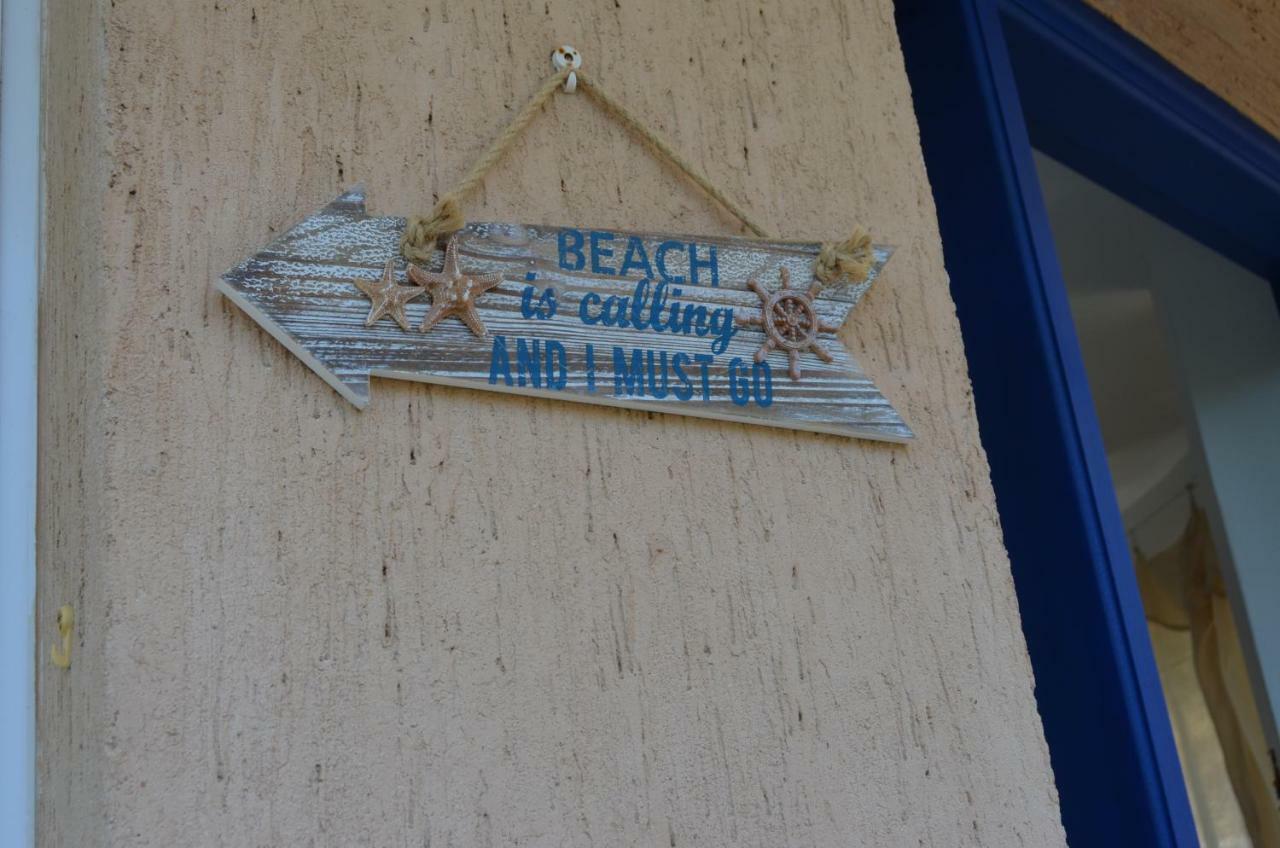 BEACH
is calling
AND I MUST GO